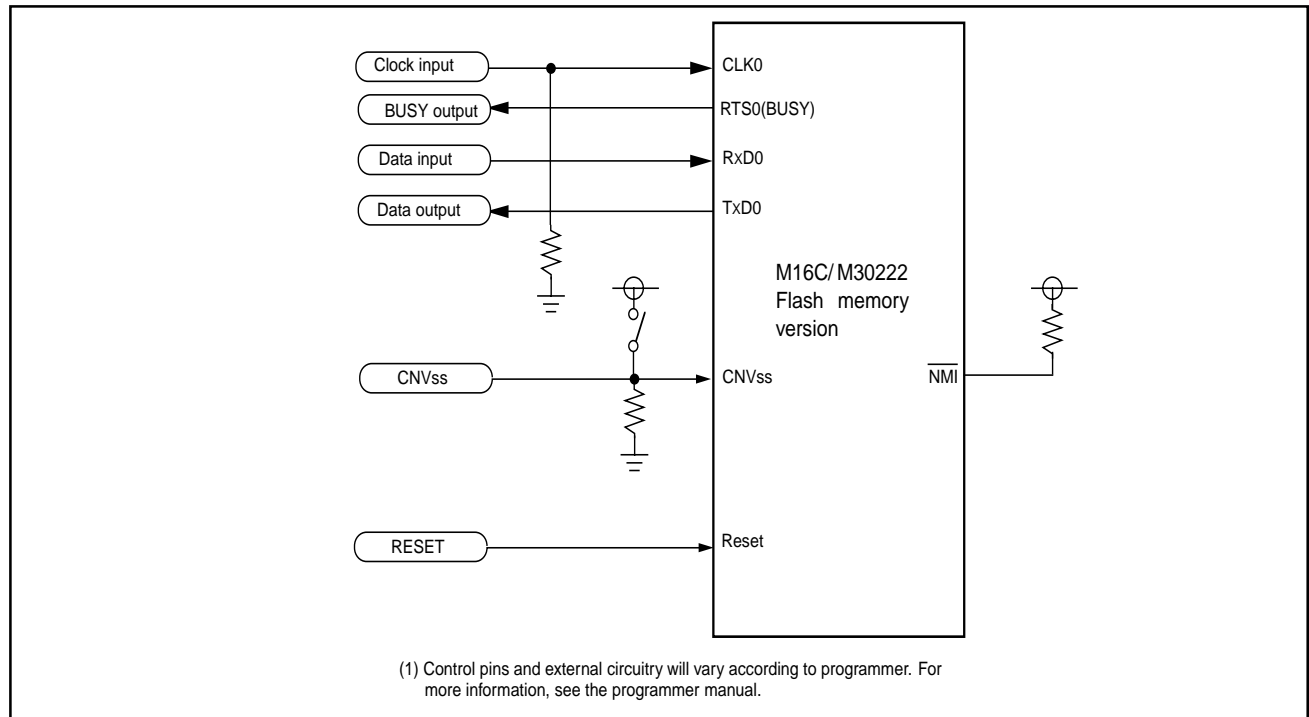 Clock input
CLK0
BUSY output
RTS0(BUSY)
Data input
RxD0
Data output
TxD0
M16C/ M30222
Flash memory
version
CNVss
CNVss
NMI
RESET
Reset
(1) Control pins and external circuitry will vary according to programmer. For
more information, see the programmer manual.